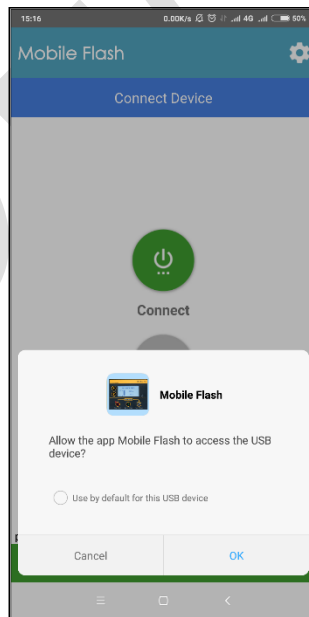 15:16
0.00K/s 4G 50%
Mobile Flash
Connect Device
Connect
Mobile Flash
Allow the app Mobile Flash to access the USB
device?
Use by default for this USB device
Cancel
OK